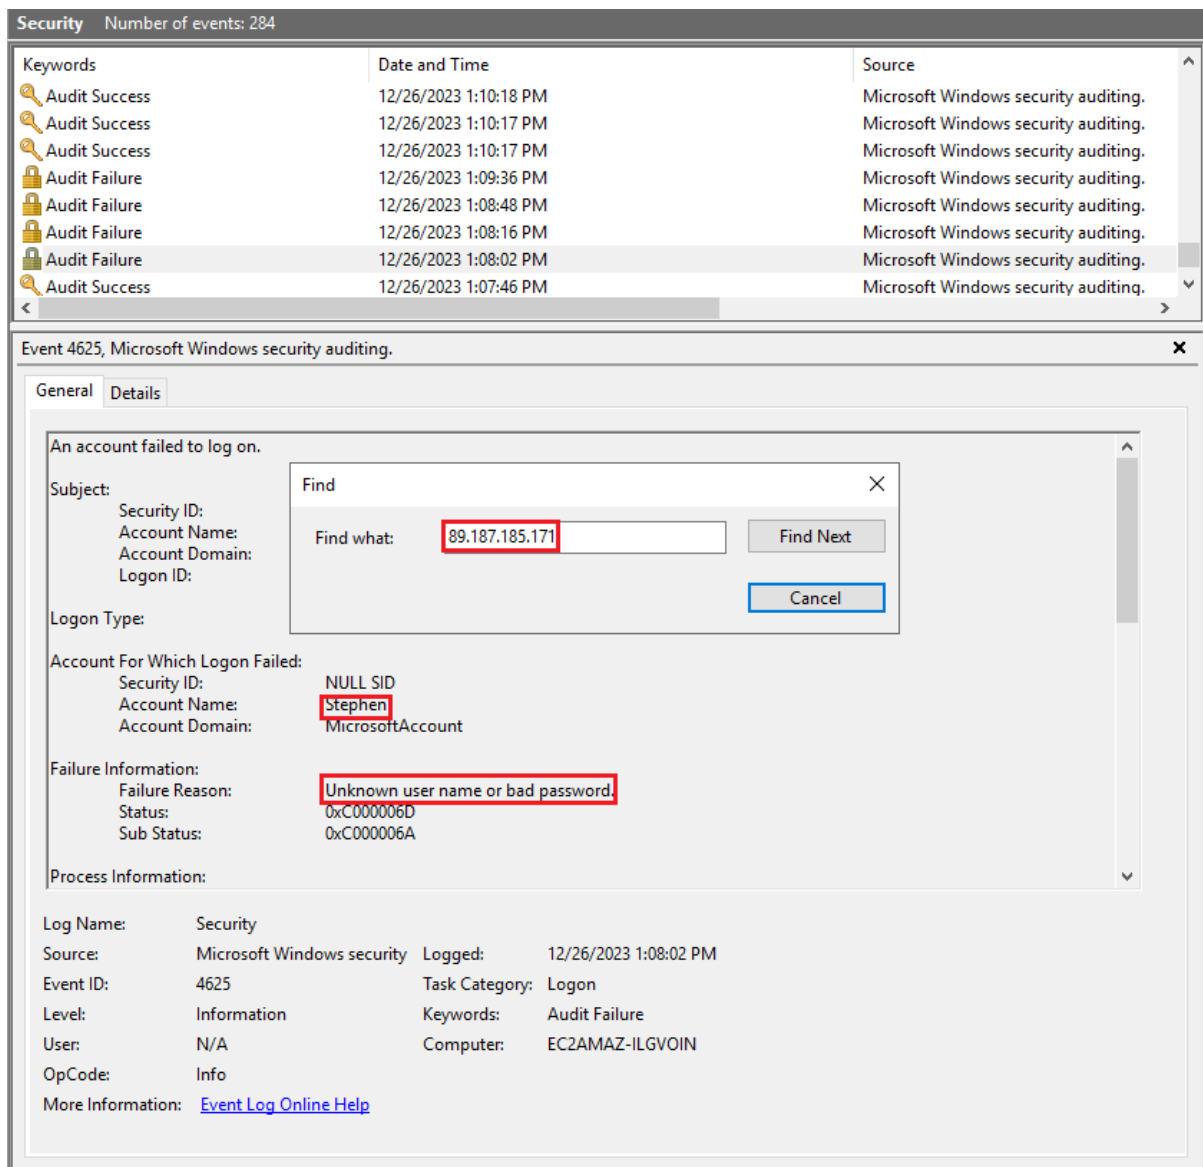 Security Number of events: 284
Keywords Date and Time Source
Audit Success 12/26/2023 1:10:18 PM Microsoft Windows security auditing.
Audit Success 12/26/2023 1:10:17 PM Microsoft Windows security auditing.
Audit Success 12/26/2023 1:10:17 PM Microsoft Windows security auditing.
Audit Failure 12/26/2023 1:09:36 PM Microsoft Windows security auditing.
Audit Failure 12/26/2023 1:08:48 PM Microsoft Windows security auditing.
Audit Failure 12/26/2023 1:08:16 PM Microsoft Windows security auditing.
Audit Failure 12/26/2023 1:08:02 PM Microsoft Windows security auditing.
Audit Success 12/26/2023 1:07:46 PM Microsoft Windows security auditing.
Event 4625, Microsoft Windows security auditing.
General Details
An account failed to log on.
Subject:
Security ID:
Account Name:
Account Domain:
Logon ID:
Logon Type:
Find
Find what: 89.187.185.171 Find Next
Cancel
Account For Which Logon Failed:
Security ID: NULL SID
Account Name: Stephen
Account Domain: MicrosoftAccount
Failure Information:
Failure Reason: Unknown user name or bad password.
Status: 0xC000006D
Sub Status: 0xC000006A
Process Information:
Log Name: Security
Source: Microsoft Windows security Logged: 12/26/2023 1:08:02 PM
Event ID: 4625 Task Category: Logon
Level: Information Keywords: Audit Failure
User: N/A Computer: EC2AMAZ-ILGVOIN
OpCode: Info
More Information: Event Log Online Help